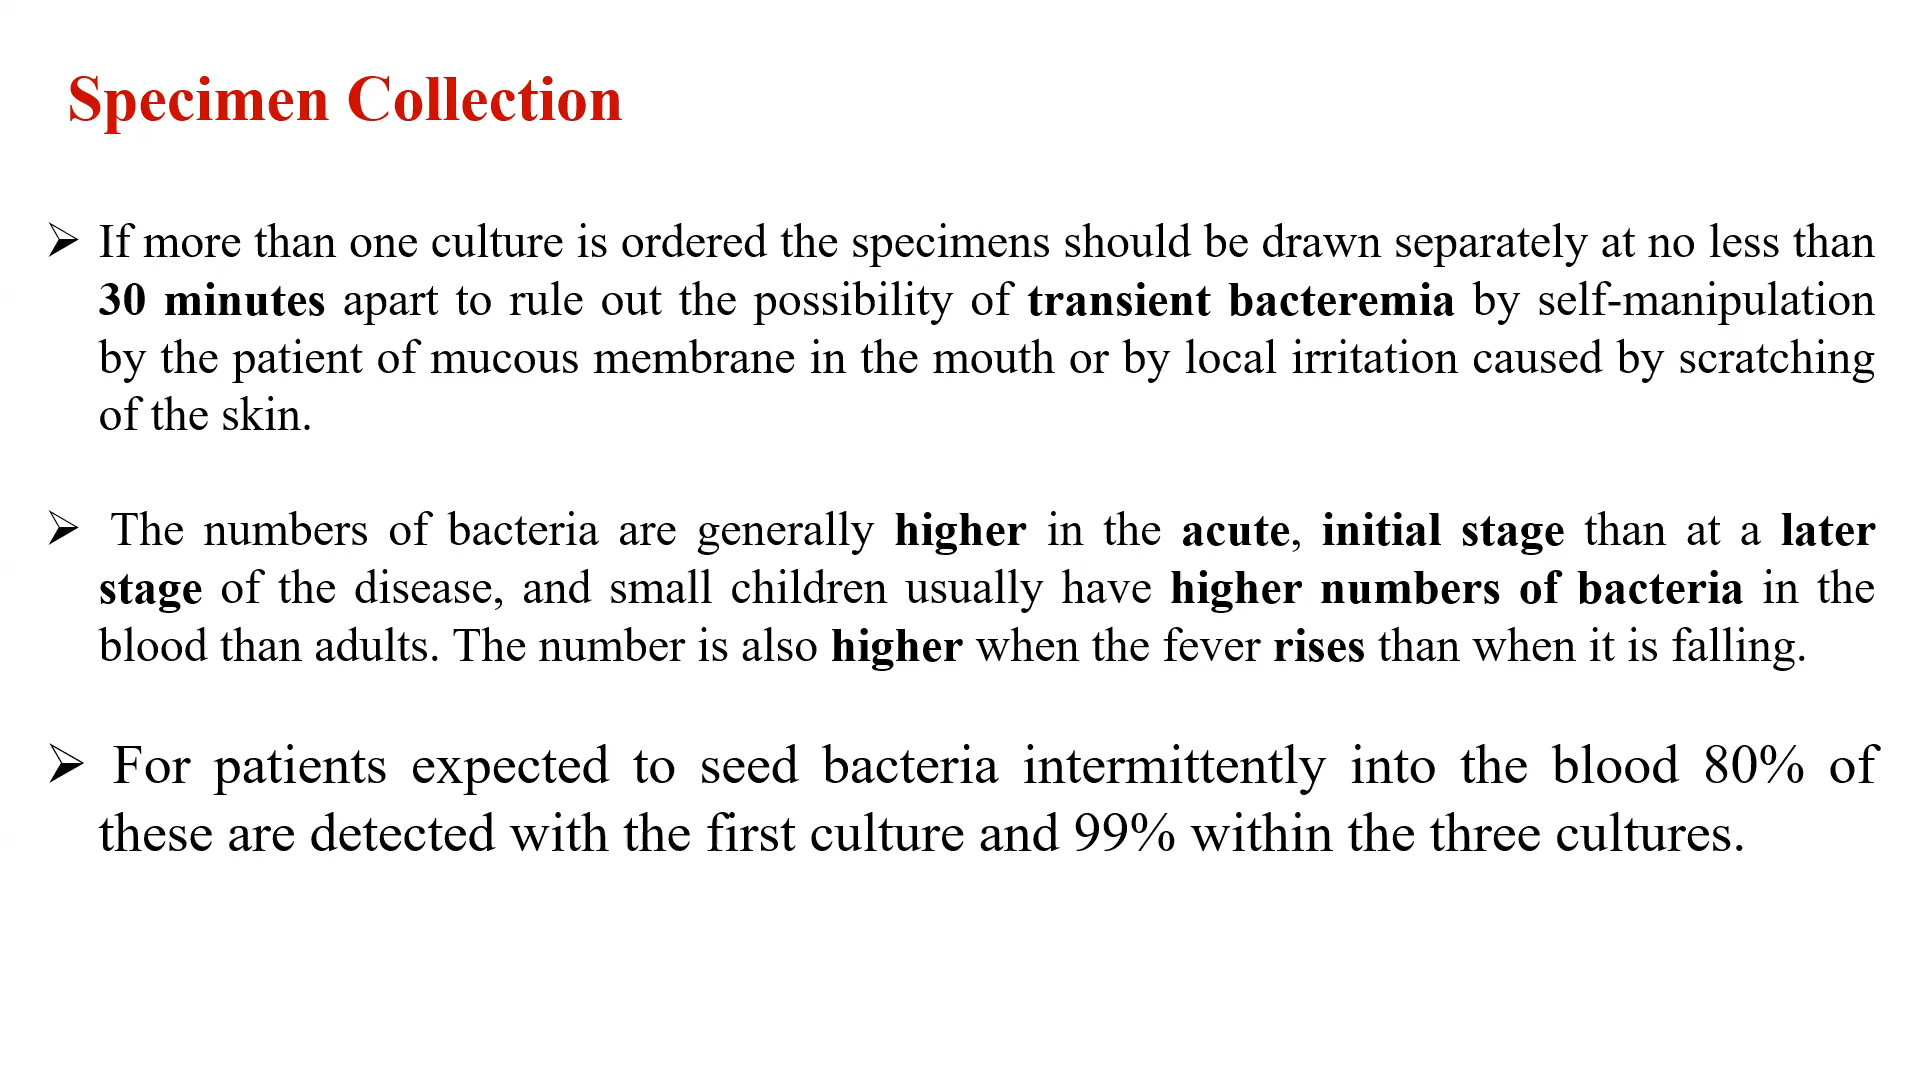 Specimen Collection
➢ If more than one culture is ordered the specimens should be drawn separately at no less than
30 minutes apart to rule out the possibility of transient bacteremia by self-manipulation
by the patient of mucous membrane in the mouth or by local irritation caused by scratching
of the skin.
➢ The numbers of bacteria are generally higher in the acute, initial stage than at a later
stage of the disease, and small children usually have higher numbers of bacteria in the
blood than adults. The number is also higher when the fever rises than when it is falling.
➢ For patients expected to seed bacteria intermittently into the blood 80% of
these are detected with the first culture and 99% within the three cultures.